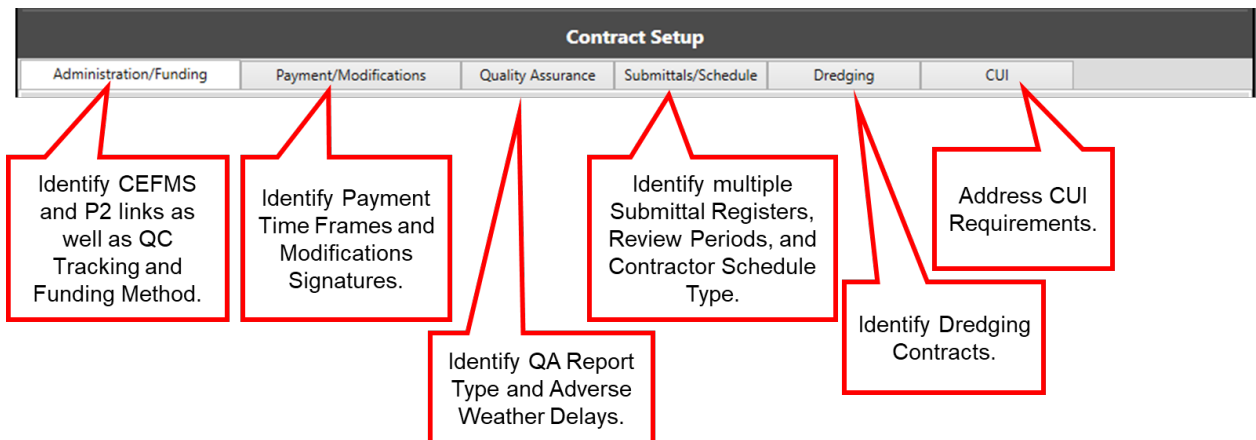 Contract Setup
Administration/Funding
Payment/Modifications
Quality Assurance
Submittals/Schedule
Dredging
CUI
Identify CEFMS
and P2 links as
well as QC
Tracking and
Funding Method.
Identify Payment
Time Frames and
Modifications
Signatures.
Identify QA Report
Type and Adverse
Weather Delays.
Identify multiple
Submittal Registers,
Review Periods, and
Contractor Schedule
Type.
Identify Dredging
Contracts.
Address CUI
Requirements.